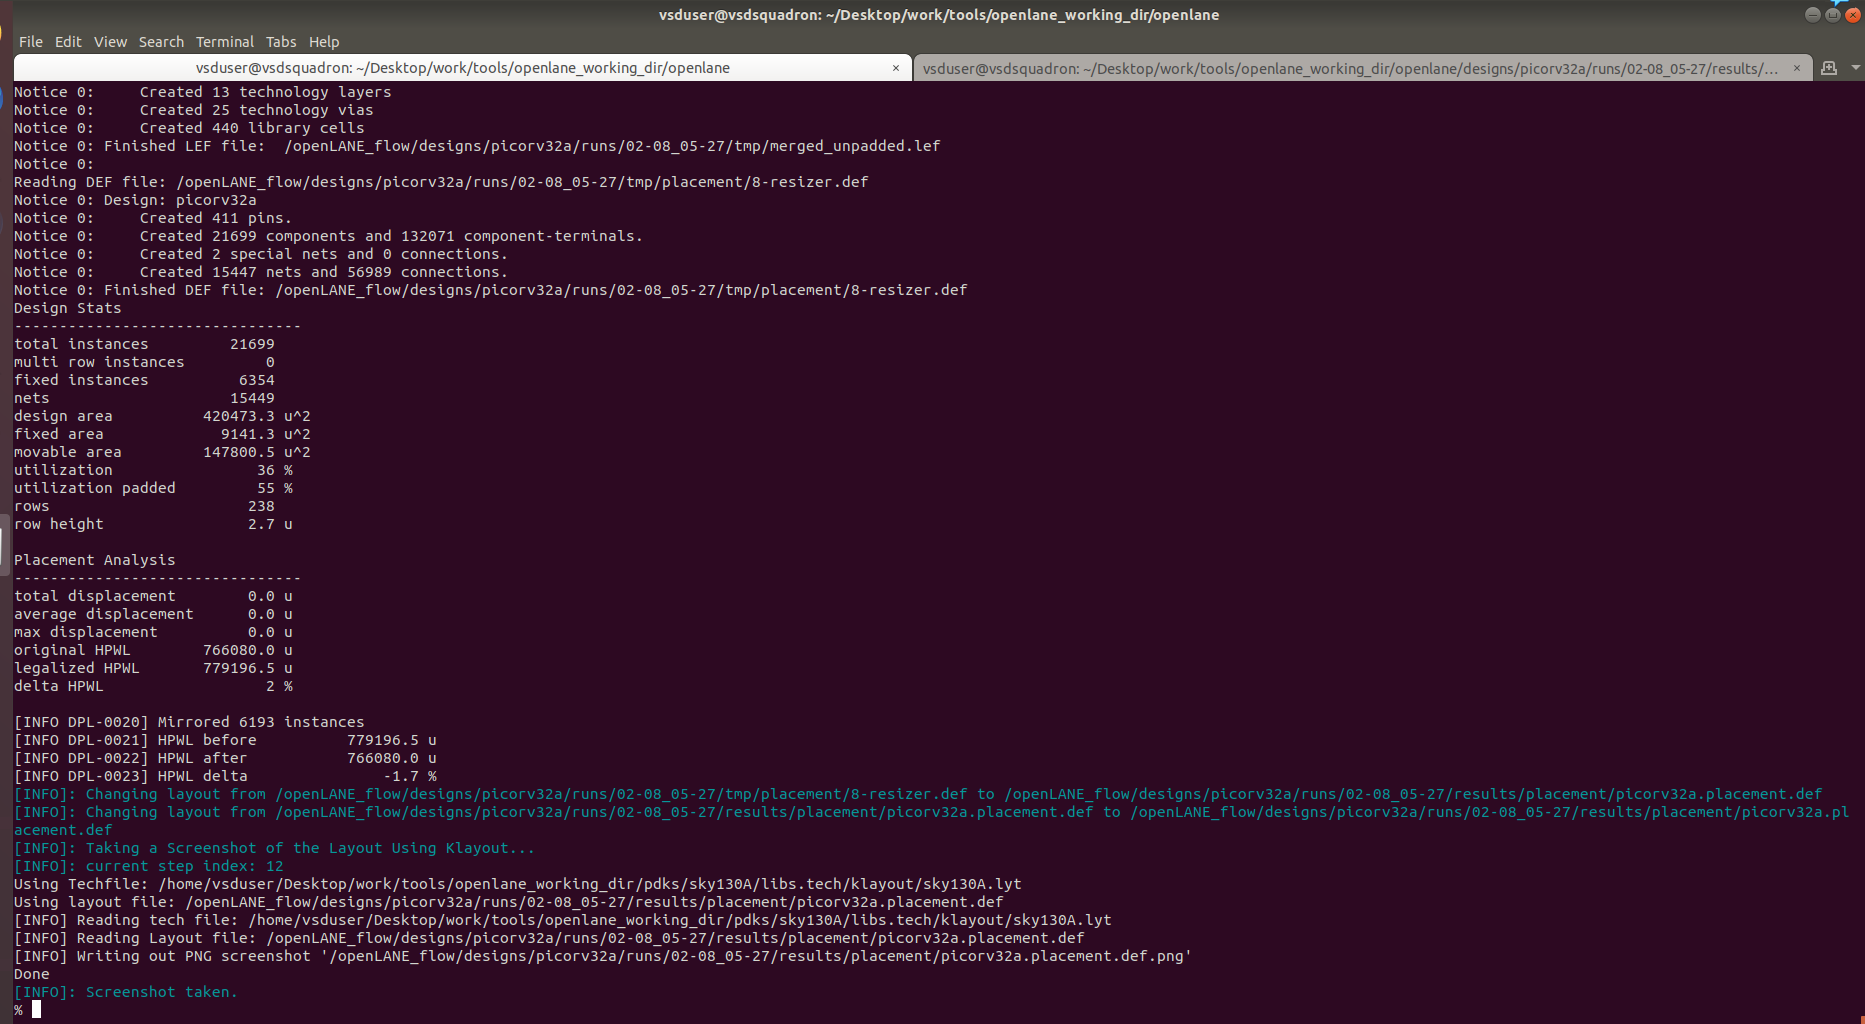 vsduser@vsdsquadron: ~/Desktop/work/tools/openlane_working_dir/openlane
File Edit View Search Terminal Tabs Help
vsduser@vsdsquadron: ~/Desktop/work/tools/openlane_working_dir/openlane × vsduser@vsdsquadron: ~/Desktop/work/tools/openlane_working_dir/openlane/designs/picorv32a/runs/02-08_05-27/results/... ×
Notice 0:     Created 13 technology layers
Notice 0:     Created 25 technology vias
Notice 0:     Created 440 library cells
Notice 0: Finished LEF file:  /openLANE_flow/designs/picorv32a/runs/02-08_05-27/tmp/merged_unpadded.lef
Notice 0:
Reading DEF file: /openLANE_flow/designs/picorv32a/runs/02-08_05-27/tmp/placement/8-resizer.def
Notice 0: Design: picorv32a
Notice 0:     Created 411 pins.
Notice 0:     Created 21699 components and 132071 component-terminals.
Notice 0:     Created 2 special nets and 0 connections.
Notice 0:     Created 15447 nets and 56989 connections.
Notice 0: Finished DEF file: /openLANE_flow/designs/picorv32a/runs/02-08_05-27/tmp/placement/8-resizer.def
Design Stats
--------------------------------
total instances         21699
multi row instances         0
fixed instances          6354
nets                    15449
design area          420473.3 u^2
fixed area             9141.3 u^2
movable area         147800.5 u^2
utilization                36 %
utilization padded         55 %
rows                      238
row height                2.7 u

Placement Analysis
--------------------------------
total displacement        0.0 u
average displacement      0.0 u
max displacement          0.0 u
original HPWL        766080.0 u
legalized HPWL       779196.5 u
delta HPWL                  2 %

[INFO DPL-0020] Mirrored 6193 instances
[INFO DPL-0021] HPWL before          779196.5 u
[INFO DPL-0022] HPWL after           766080.0 u
[INFO DPL-0023] HPWL delta               -1.7 %
[INFO]: Changing layout from /openLANE_flow/designs/picorv32a/runs/02-08_05-27/tmp/placement/8-resizer.def to /openLANE_flow/designs/picorv32a/runs/02-08_05-27/results/placement/picorv32a.placement.def
[INFO]: Changing layout from /openLANE_flow/designs/picorv32a/runs/02-08_05-27/results/placement/picorv32a.placement.def to /openLANE_flow/designs/picorv32a/runs/02-08_05-27/results/placement/picorv32a.pl
acement.def
[INFO]: Taking a Screenshot of the Layout Using Klayout...
[INFO]: current step index: 12
Using Techfile: /home/vsduser/Desktop/work/tools/openlane_working_dir/pdks/sky130A/libs.tech/klayout/sky130A.lyt
Using layout file: /openLANE_flow/designs/picorv32a/runs/02-08_05-27/results/placement/picorv32a.placement.def
[INFO] Reading tech file: /home/vsduser/Desktop/work/tools/openlane_working_dir/pdks/sky130A/libs.tech/klayout/sky130A.lyt
[INFO] Reading Layout file: /openLANE_flow/designs/picorv32a/runs/02-08_05-27/results/placement/picorv32a.placement.def
[INFO] Writing out PNG screenshot '/openLANE_flow/designs/picorv32a/runs/02-08_05-27/results/placement/picorv32a.placement.def.png'
Done
[INFO]: Screenshot taken.
%